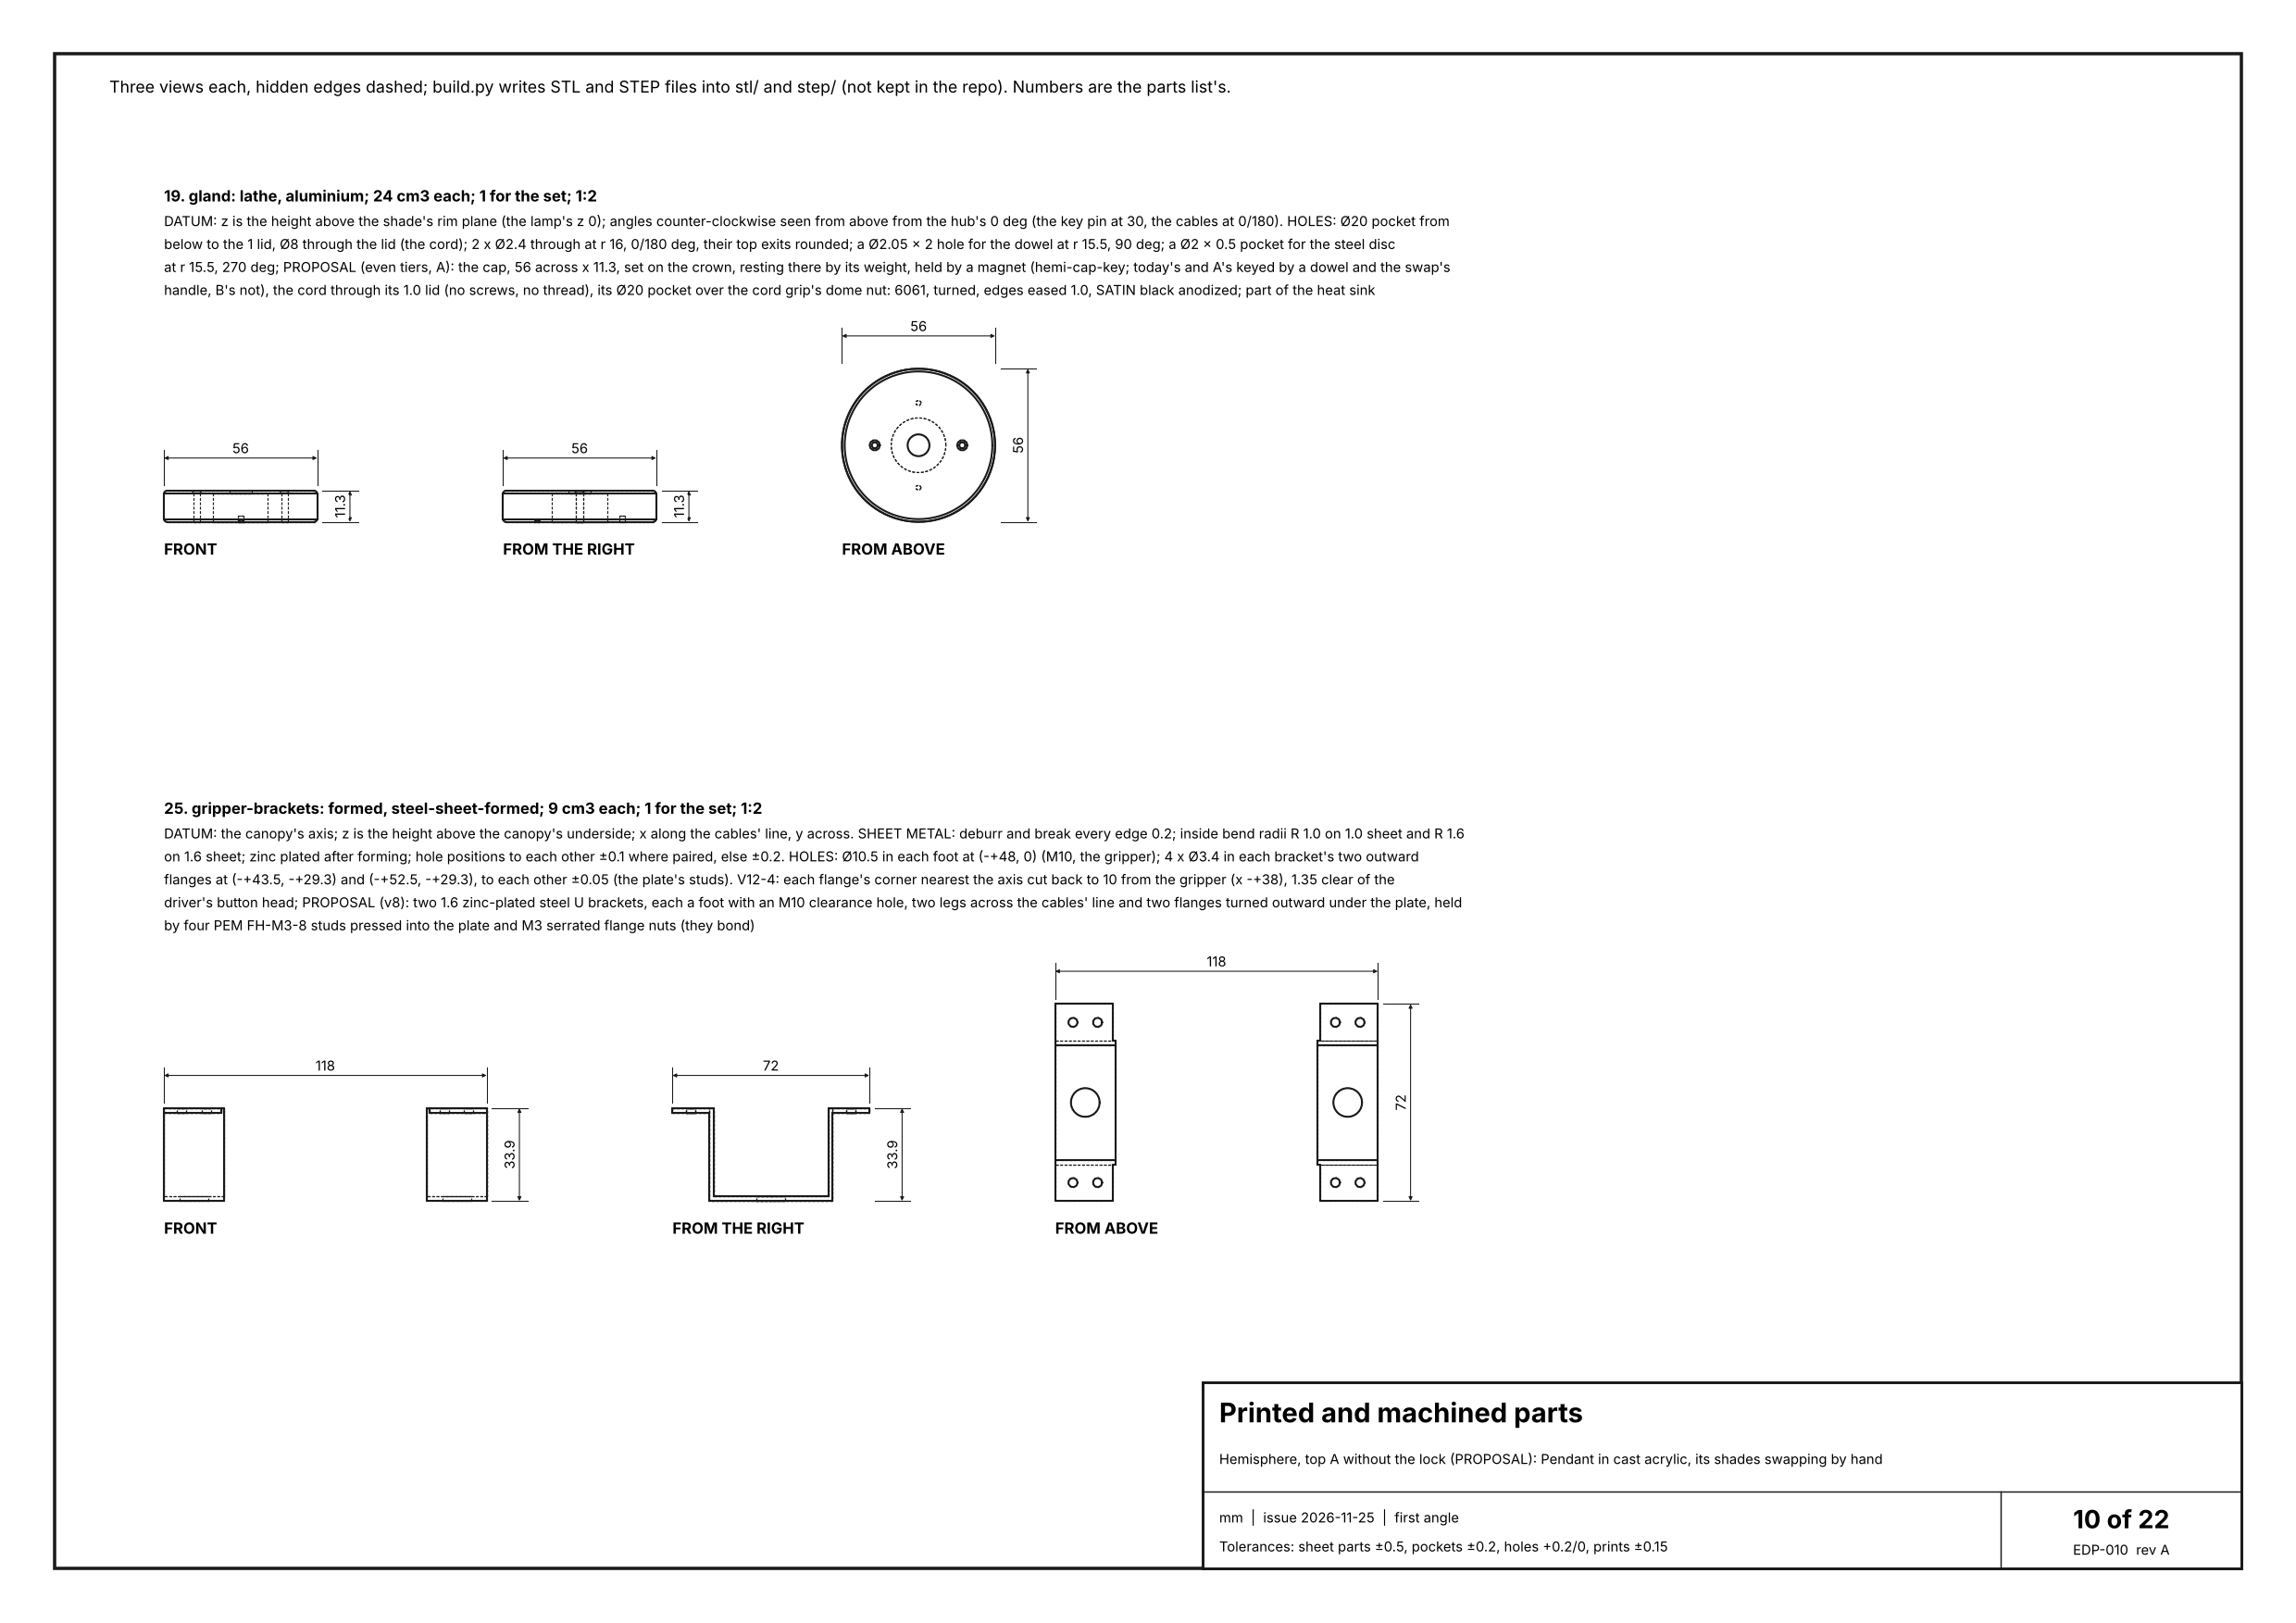 Three views each, hidden edges dashed; build.py writes STL and STEP files into stl/ and step/ (not kept in the repo). Numbers are the parts list's.
19. gland: lathe, aluminium; 24 cm3 each; 1 for the set; 1:2
DATUM: z is the height above the shade's rim plane (the lamp's z 0); angles counter-clockwise seen from above from the hub's 0 deg (the key pin at 30, the cables at 0/180). HOLES: Ø20 pocket from
below to the 1 lid, Ø8 through the lid (the cord); 2 x Ø2.4 through at r 16, 0/180 deg, their top exits rounded; a Ø2.05 × 2 hole for the dowel at r 15.5, 90 deg; a Ø2 × 0.5 pocket for the steel disc
at r 15.5, 270 deg; PROPOSAL (even tiers, A): the cap, 56 across x 11.3, set on the crown, resting there by its weight, held by a magnet (hemi-cap-key; today's and A's keyed by a dowel and the swap's
handle, B's not), the cord through its 1.0 lid (no screws, no thread), its Ø20 pocket over the cord grip's dome nut: 6061, turned, edges eased 1.0, SATIN black anodized; part of the heat sink
56
56
56
56
11.3
11.3
FRONT
FROM THE RIGHT
FROM ABOVE
25. gripper-brackets: formed, steel-sheet-formed; 9 cm3 each; 1 for the set; 1:2
DATUM: the canopy's axis; z is the height above the canopy's underside; x along the cables' line, y across. SHEET METAL: deburr and break every edge 0.2; inside bend radii R 1.0 on 1.0 sheet and R 1.6
on 1.6 sheet; zinc plated after forming; hole positions to each other ±0.1 where paired, else ±0.2. HOLES: Ø10.5 in each foot at (-+48, 0) (M10, the gripper); 4 x Ø3.4 in each bracket's two outward
flanges at (-+43.5, -+29.3) and (-+52.5, -+29.3), to each other ±0.05 (the plate's studs). V12-4: each flange's corner nearest the axis cut back to 10 from the gripper (x -+38), 1.35 clear of the
driver's button head; PROPOSAL (v8): two 1.6 zinc-plated steel U brackets, each a foot with an M10 clearance hole, two legs across the cables' line and two flanges turned outward under the plate, held
by four PEM FH-M3-8 studs pressed into the plate and M3 serrated flange nuts (they bond)
118
118
72
72
33.9
33.9
FRONT
FROM THE RIGHT
FROM ABOVE
Printed and machined parts
Hemisphere, top A without the lock (PROPOSAL): Pendant in cast acrylic, its shades swapping by hand
mm | issue 2026-11-25 | first angle
Tolerances: sheet parts ±0.5, pockets ±0.2, holes +0.2/0, prints ±0.15
10 of 22
EDP-010 rev A